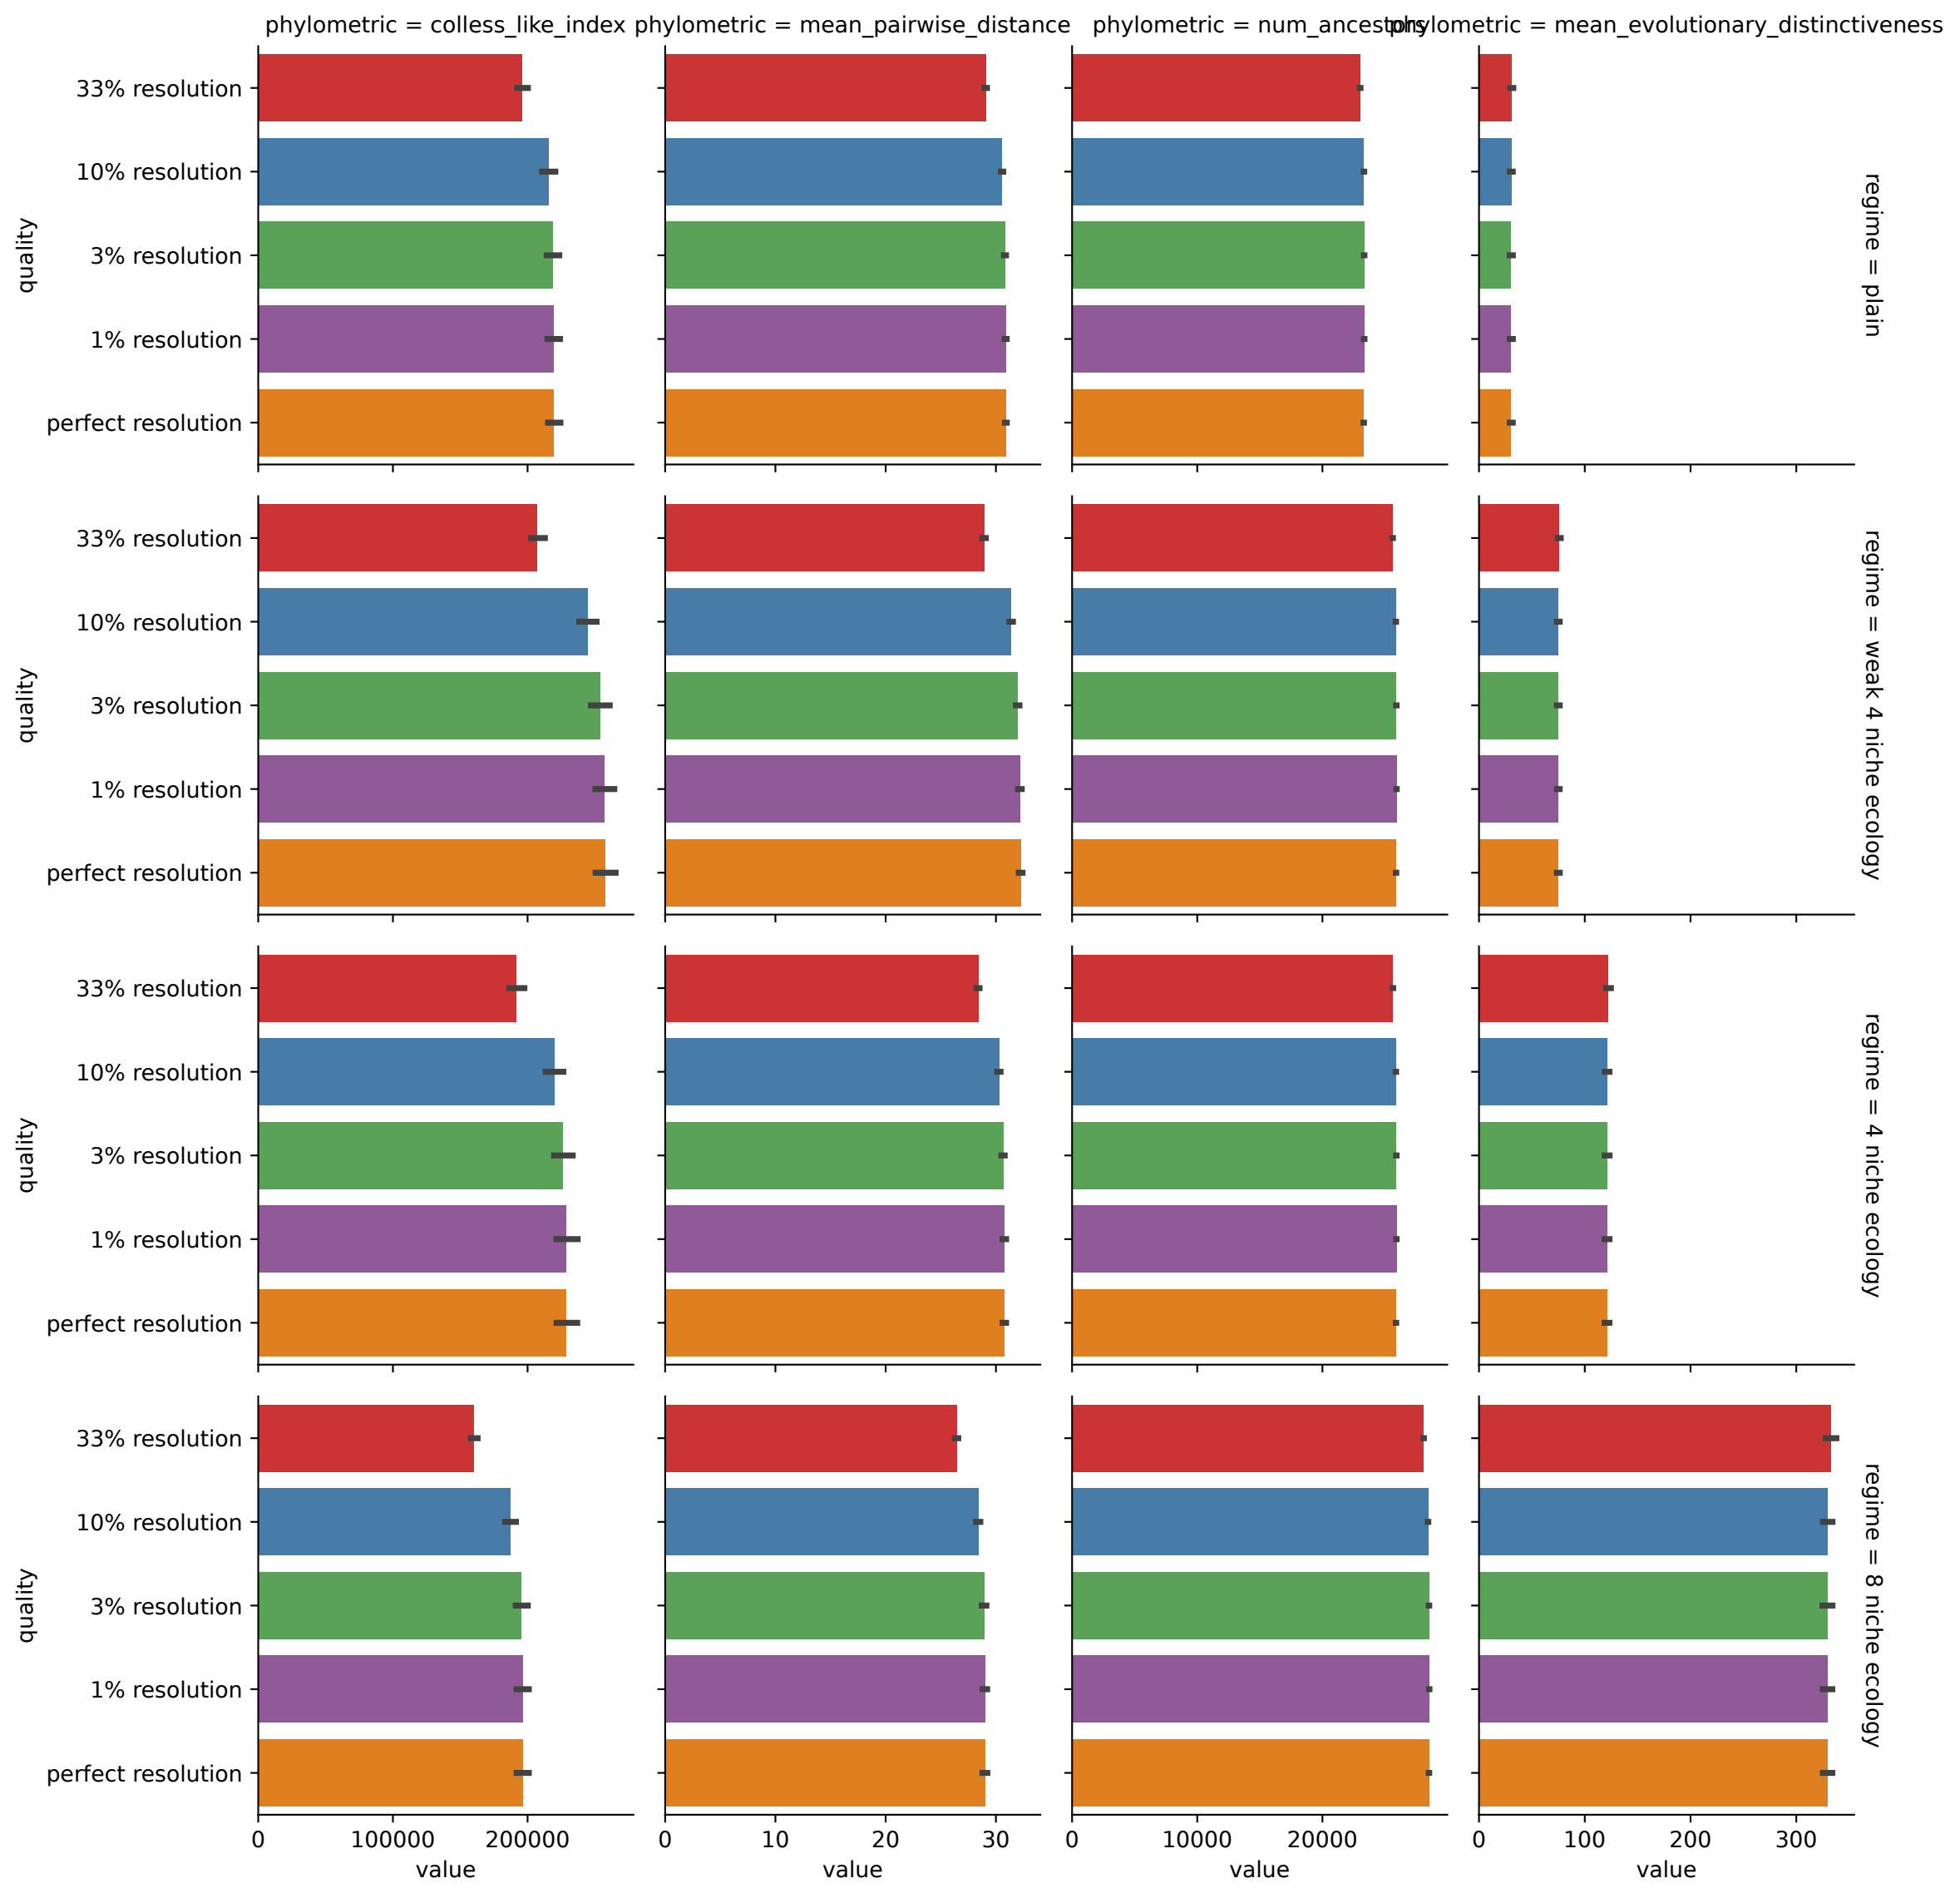 phylometric = colless_like_index
phylometric = mean_pairwise_distance
phylometric = num_ancestors
phylometric = mean_evolutionary_distinctiveness
quality
33% resolution
10% resolution
3% resolution
1% resolution
perfect resolution
regime = plain
quality
33% resolution
10% resolution
3% resolution
1% resolution
perfect resolution
regime = weak 4 niche ecology
quality
33% resolution
10% resolution
3% resolution
1% resolution
perfect resolution
regime = 4 niche ecology
quality
33% resolution
10% resolution
3% resolution
1% resolution
perfect resolution
regime = 8 niche ecology
0 100000 200000
0 10 20 30
0 10000 20000
0 100 200 300
value
value
value
value